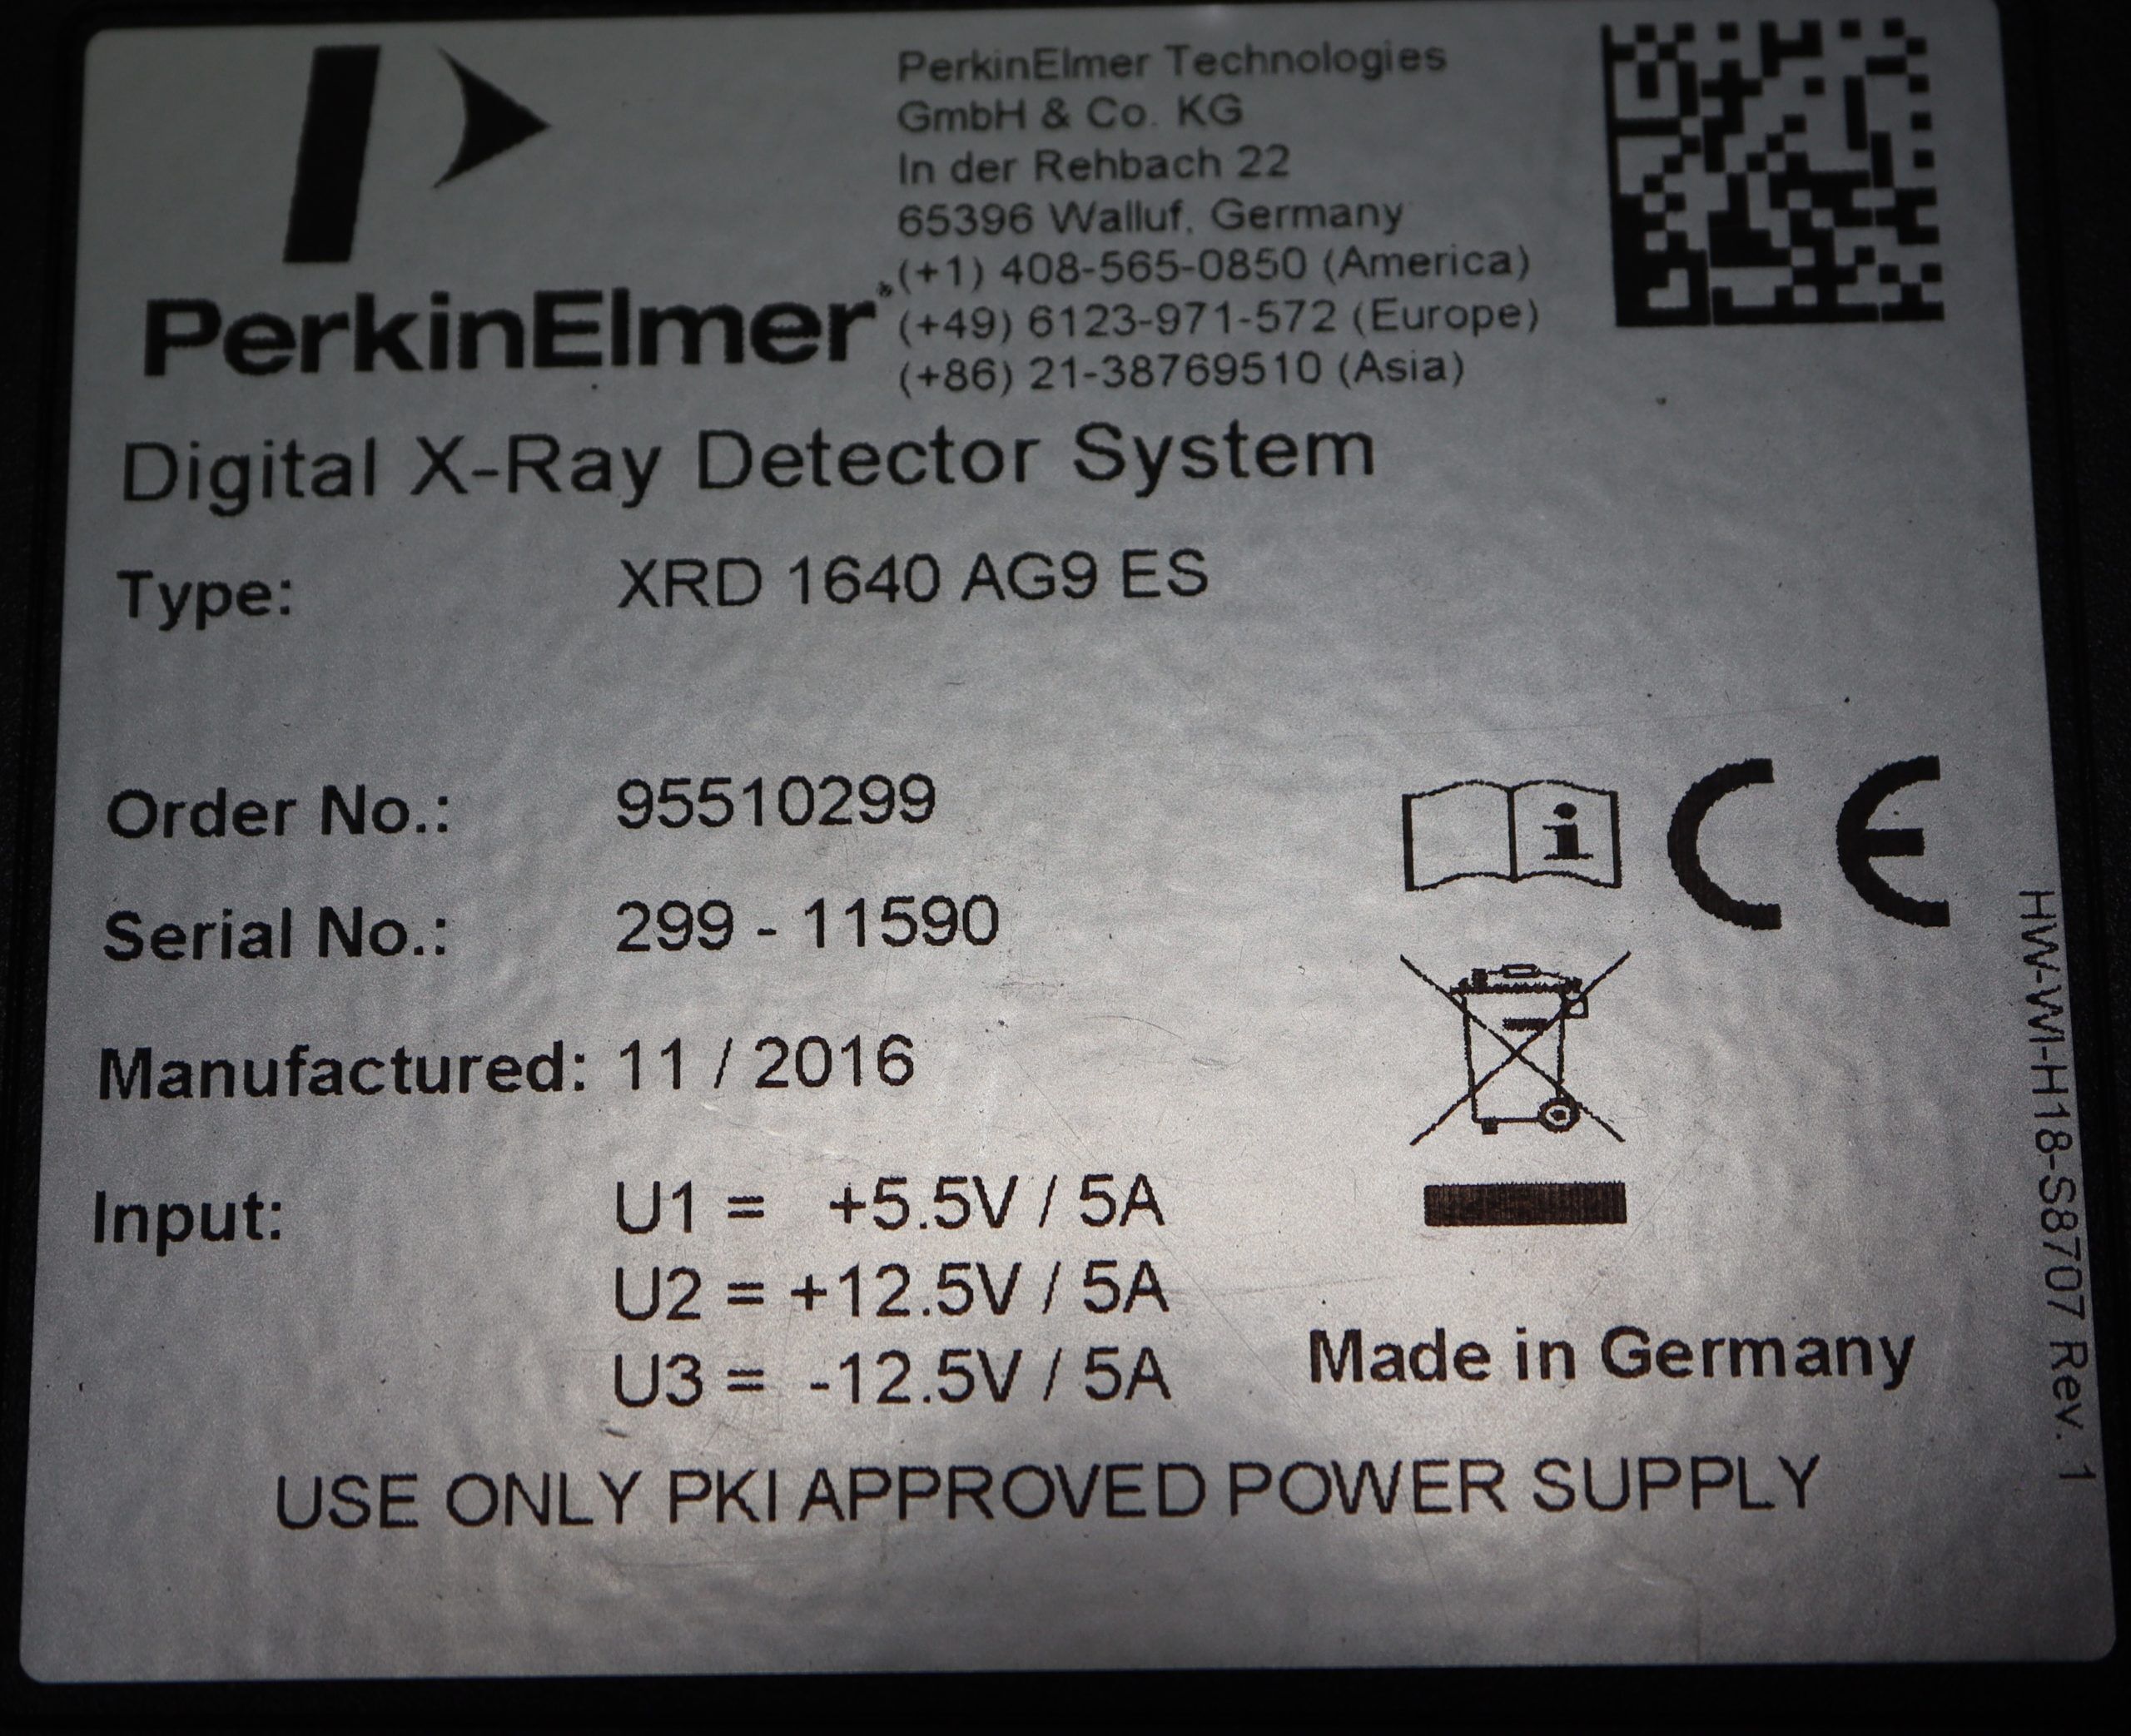 PerkinElmer Technologies
GmbH & Co. KG
In der Rehbach 22
65396 Walluf, Germany
(+1) 408-565-0850 (America)
(+49) 6123-971-572 (Europe)
(+86) 21-38769510 (Asia)
PerkinElmer®
Digital X-Ray Detector System
Type: XRD 1640 AG9 ES
Order No.: 95510299
Serial No.: 299 - 11590
Manufactured: 11 / 2016
Input: U1 = +5.5V / 5A
U2 = +12.5V / 5A
U3 = -12.5V / 5A
i CE
Made in Germany
USE ONLY PKI APPROVED POWER SUPPLY
HW-WI-H18-S8707 Rev. 1